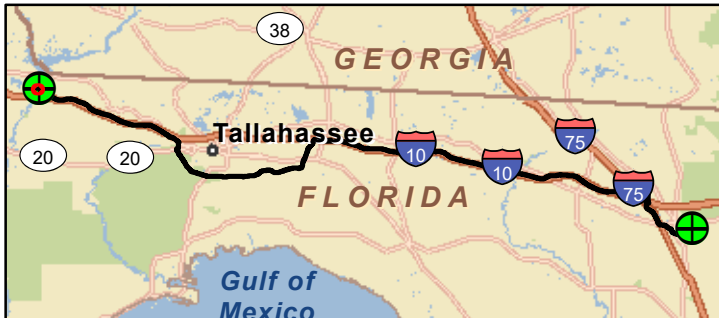 38
GEORGIA
Tallahassee
75
10
20
20
10
FLORIDA
75
Gulf of
Mexico